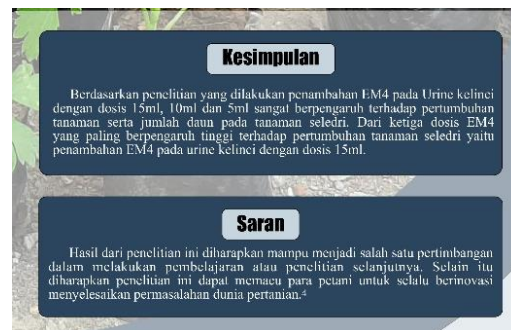 Kesimpulan
Berdasarkan penelitian yang dilakukan penambahan EM4 pada Urine kelinci
dengan dosis 15ml, 10ml dan 5ml sangat berpengaruh terhadap pertumbuhan
tanaman serta jumlah daun pada tanaman seledri. Dari ketiga dosis EM4
yang paling berpengaruh tinggi terhadap pertumbuhan tanaman seledri yaitu
penambahan EM4 pada urine kelinci dengan dosis 15ml.
Saran
Hasil dari penelitian ini diharapkan mampu menjadi salah satu pertimbangan
dalam melakukan pembelajaran atau penelitian selanjutnya. Selain itu
diharapkan penelitian ini dapat memacu para petani untuk selalu berinovasi
menyelesaikan permasalahan dunia pertanian.⁴